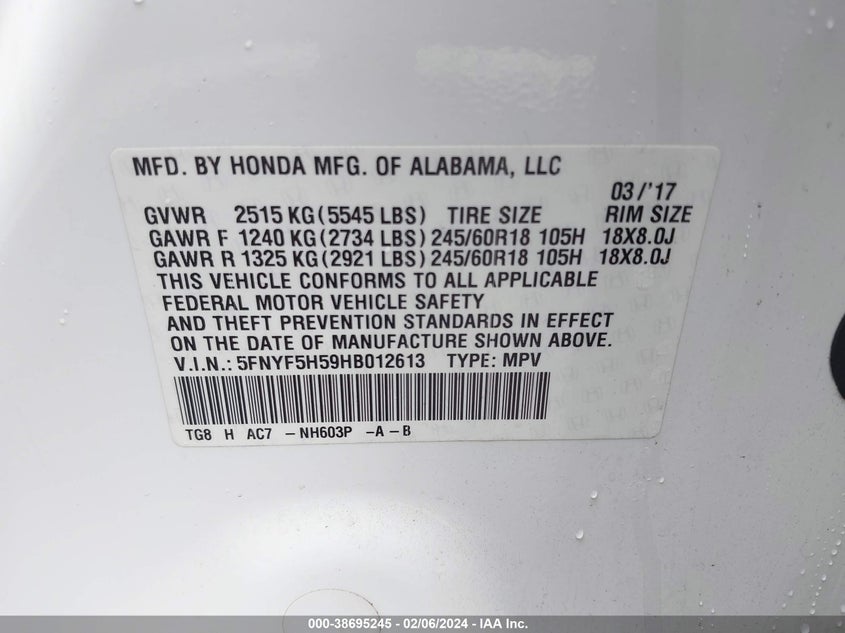 MFD. BY HONDA MFG. OF ALABAMA, LLC
03/'17
GVWR 2515 KG(5545 LBS) TIRE SIZE RIM SIZE
GAWR F 1240 KG(2734 LBS)245/60R18 105H 18X8.0J
GAWR R 1325 KG(2921 LBS)245/60R18 105H 18X8.0J
THIS VEHICLE CONFORMS TO ALL APPLICABLE
FEDERAL MOTOR VEHICLE SAFETY
AND THEFT PREVENTION STANDARDS IN EFFECT
ON THE DATE OF MANUFACTURE SHOWN ABOVE.
V.I.N.: 5FNYF5H59HB012613 TYPE: MPV
TG8 H AC7 -NH603P -A-B
000-38695245 - 02/06/2024 - IAA Inc.